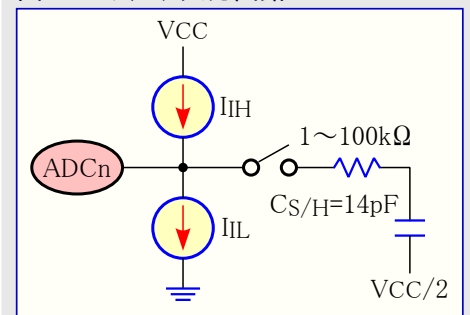 VCC
IIH
1～100kΩ
ADCn
CS/H=14pF
IIL
VCC/2